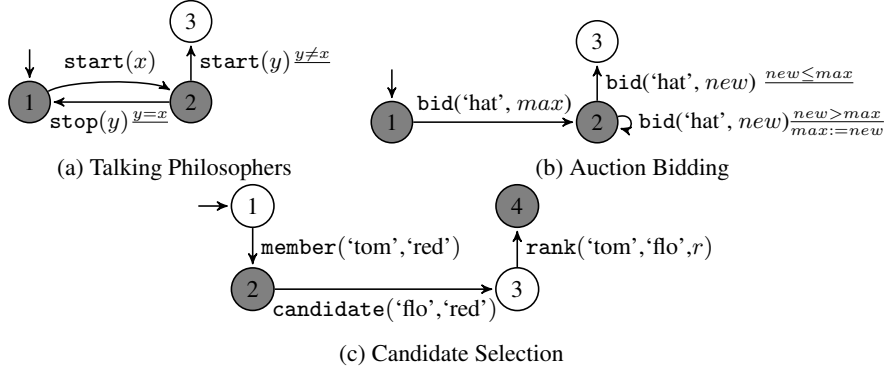 3
start(x)
start(y) y≠x
1
2
stop(y) y=x
(a) Talking Philosophers
3
bid(‘hat’, new) new≤max
bid(‘hat’, max)
1
2
bid(‘hat’, new) new>max
max:=new
(b) Auction Bidding
1
4
member(‘tom’,‘red’)
rank(‘tom’,‘flo’,r)
2
3
candidate(‘flo’,‘red’)
(c) Candidate Selection